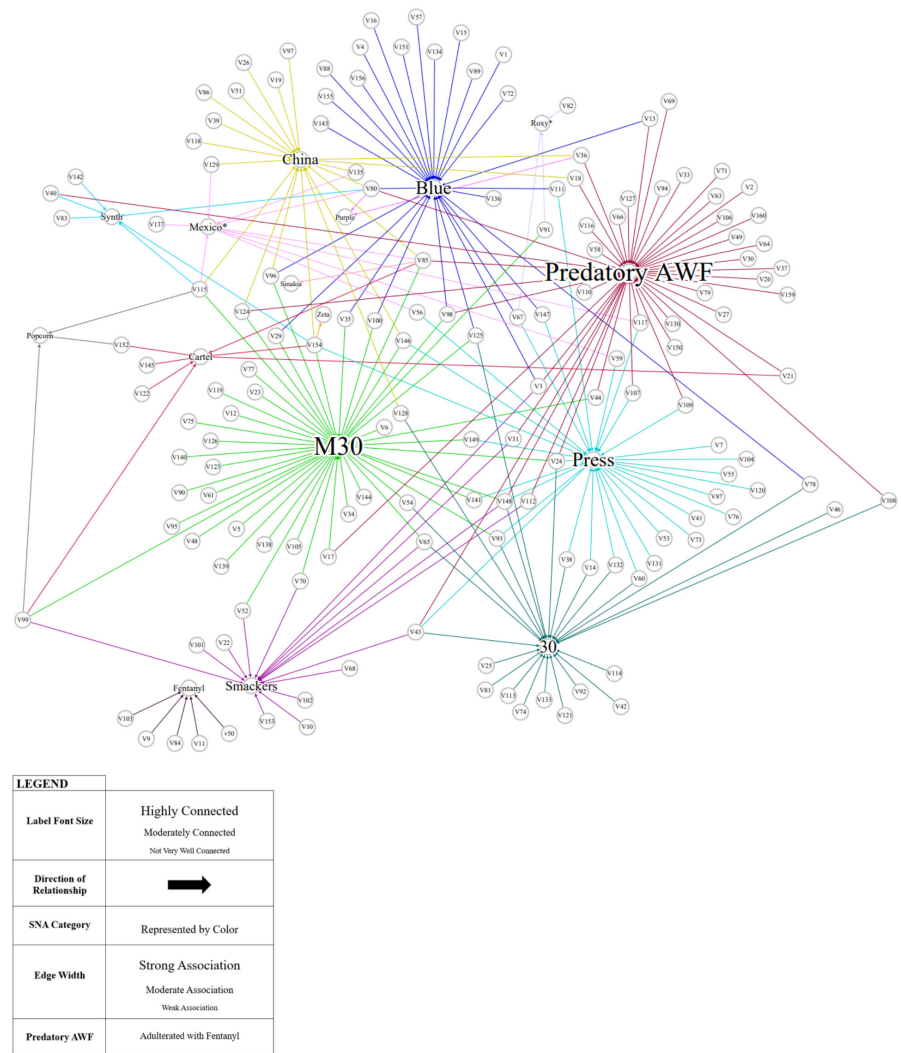 V57
V16
V15
V97
V4
V151
V134
V1
V26
V88
V89
V19
V156
V86
V51
V72
V155
V69
V82
V39
V143
Roxy*
V13
V118
China
V36
V129
V135
V33
V71
V142
V18
V94
V2
V80
Blue
V111
V127
V63
V40
V136
V66
V106
V160
V83
Synth
Purple
V137
Mexico*
V116
V49
V91
V64
V58
V30
V85
V37
V96
Predatory AWF
V20
Sinaloa
V115
V110
V79
V159
V124
Zeta
V35
V100
V56
V98
V67
V147
V117
V130
V27
Popcorn
V29
V125
V152
V154
V146
V150
V145
Cartel
V59
V77
V21
V122
V119
V23
V3
V107
V44
V109
V12
V128
V75
V6
V126
M30
V149
V31
V7
V140
V123
V24
Press
V104
V55
V78
V90
V61
V144
V120
V54
V141
V148
V112
V87
V108
V95
V34
V46
V5
V41
V76
V48
V65
V93
V53
V73
V138
V105
V17
V139
V38
V14
V132
V131
V70
V60
V52
V99
V43
V101
V22
30
V25
V68
V114
Fentanyl
Smackers
V81
V113
V133
V92
V102
V42
V103
V74
V121
V9
V84
V11
v50
V153
V10
LEGEND
Label Font Size
Highly Connected
Moderately Connected
Not Very Well Connected
Direction of
Relationship
SNA Category
Represented by Color
Edge Width
Strong Association
Moderate Association
Weak Association
Predatory AWF
Adulterated with Fentanyl